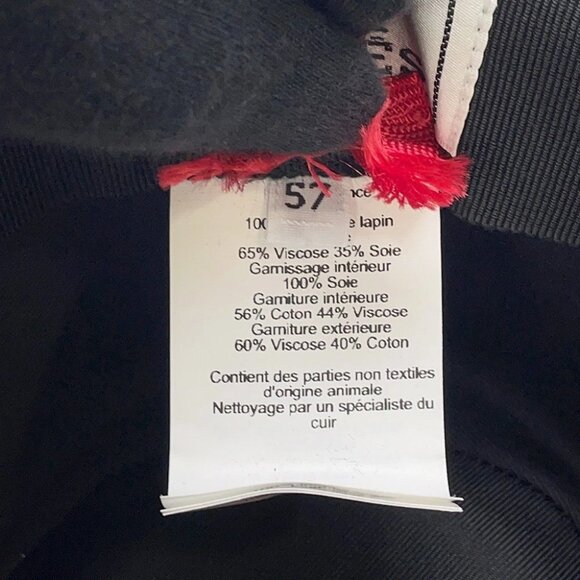 57
lapin
65% Viscose 35% Soie
Garnissage intérieur
100% Soie
Garniture intérieure
56% Coton 44% Viscose
Garniture extérieure
60% Viscose 40% Coton
Contient des parties non textiles
d'origine animale
Nettoyage par un spécialiste du
cuir